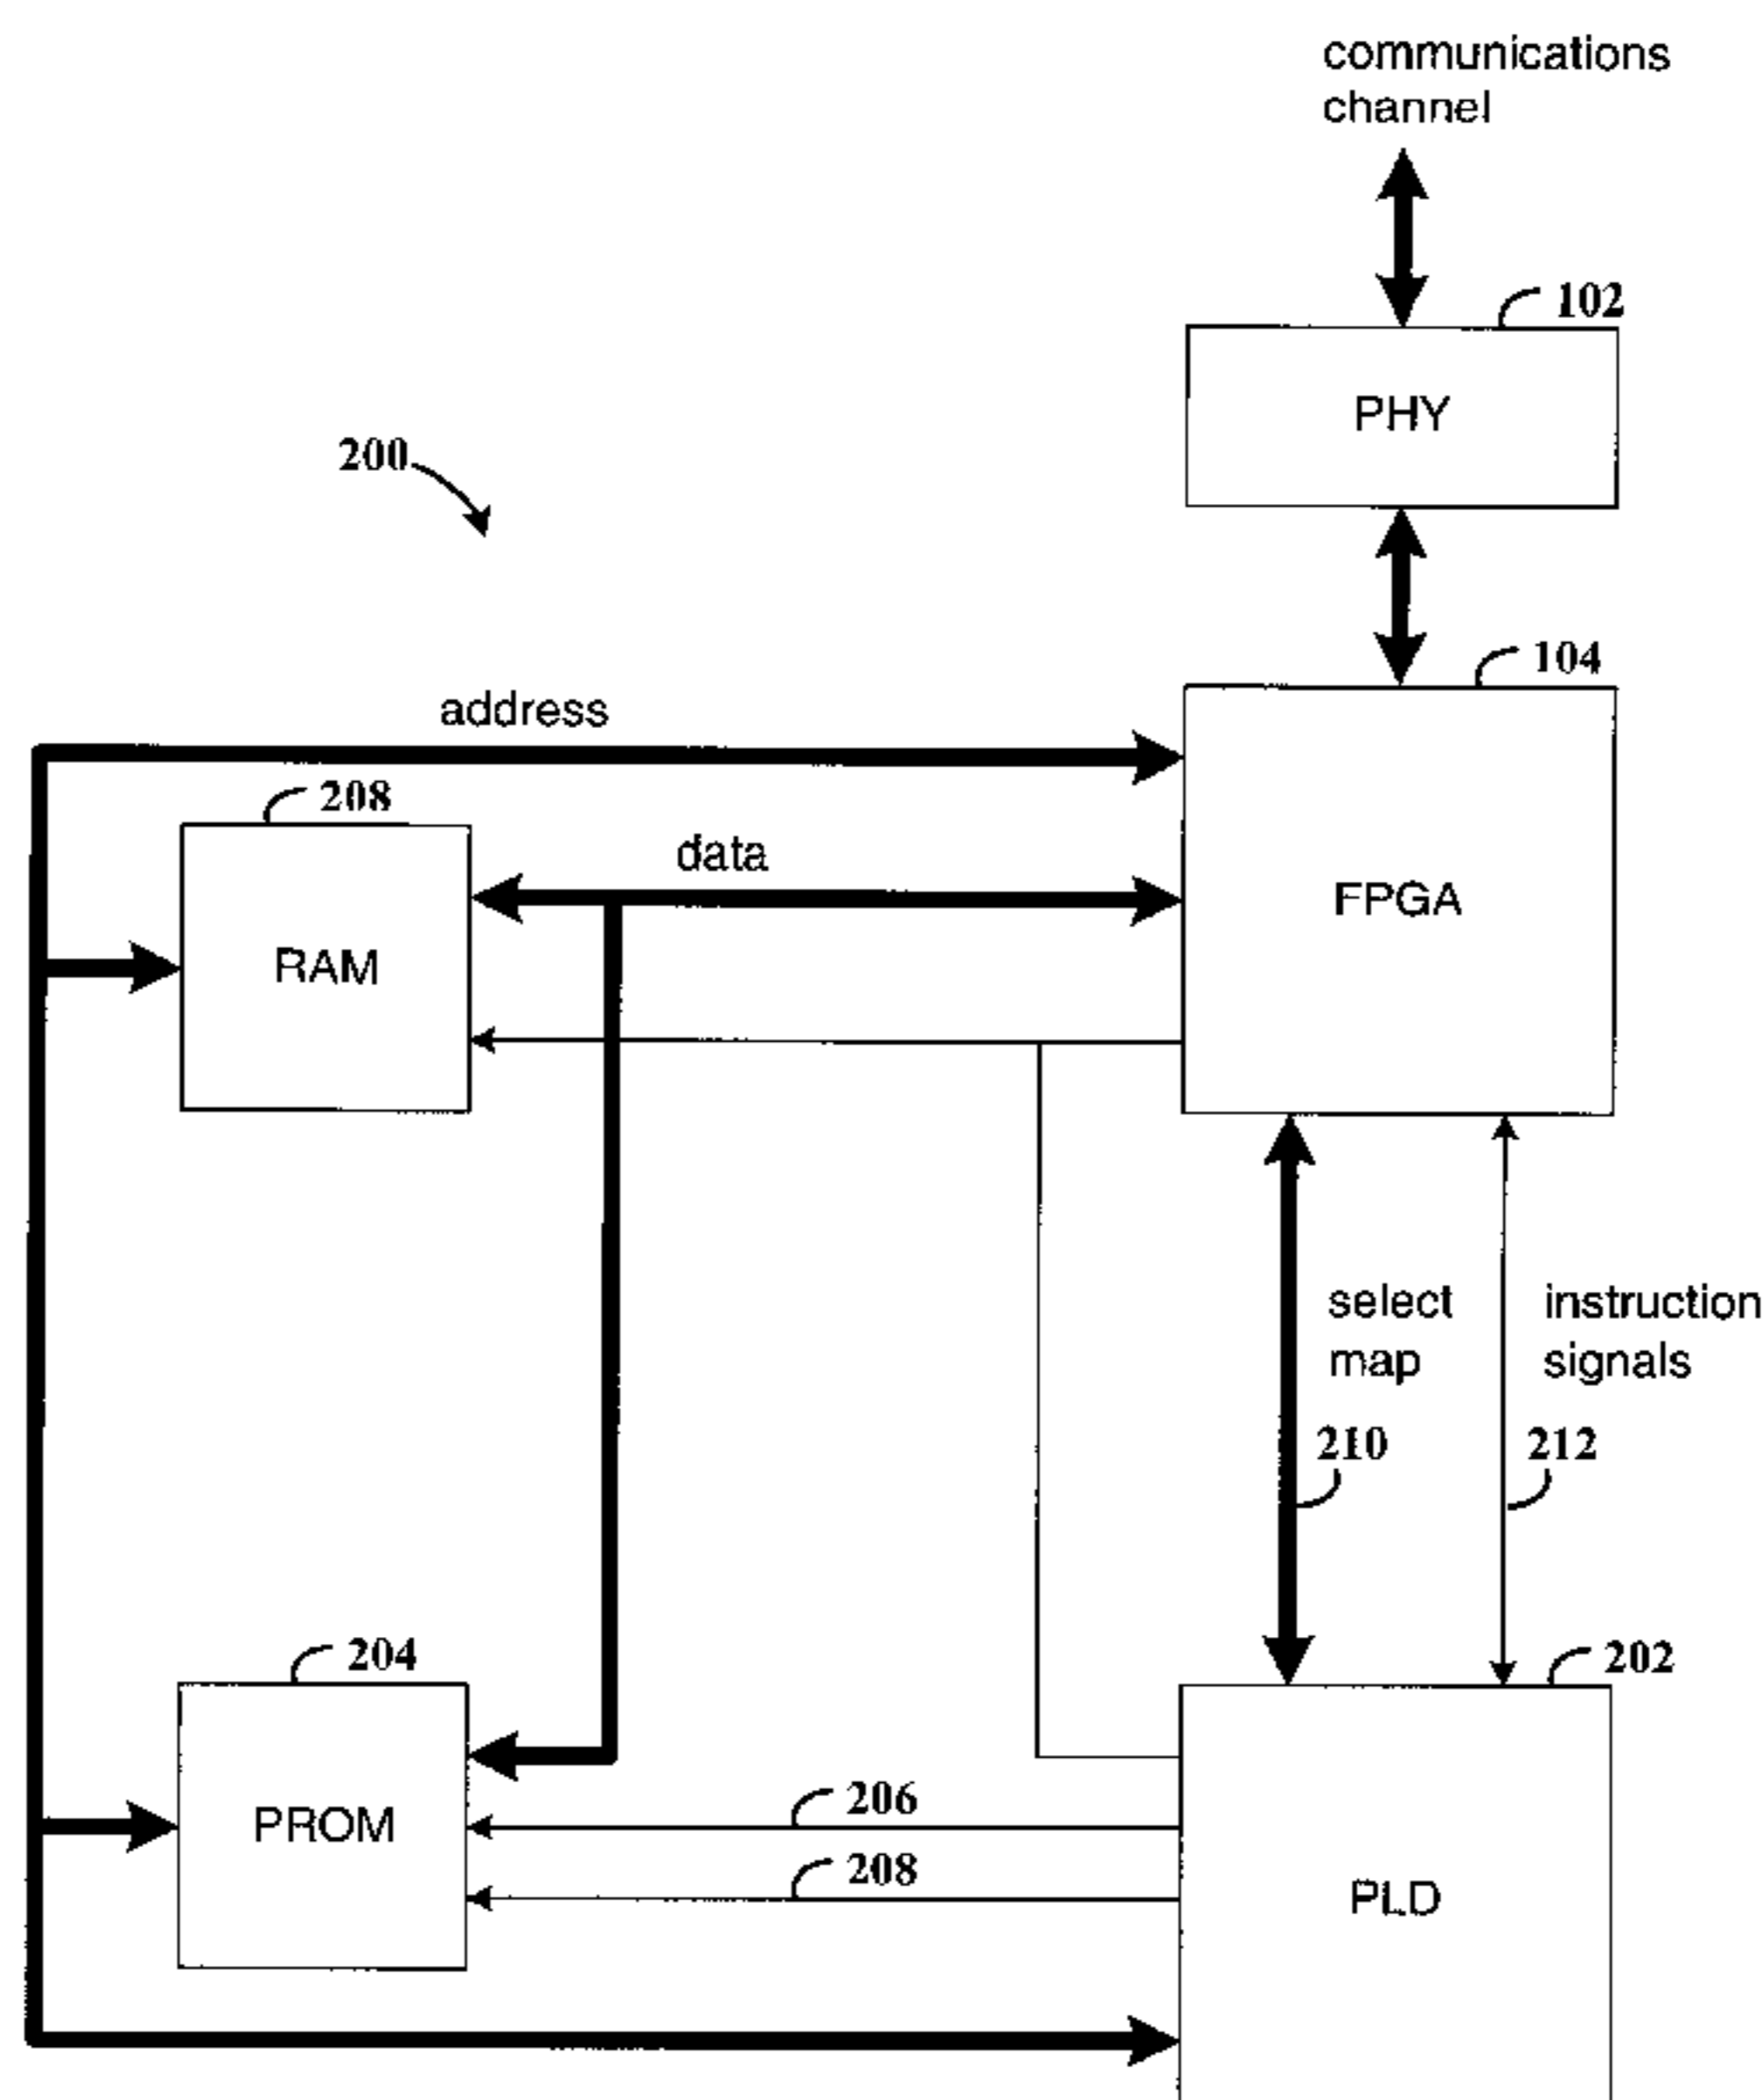 communications
channel
102
PHY
200
104
address
208
data
FPGA
RAM
select
map
instruction
signals
210
212
204
202
206
PROM
208
PLD